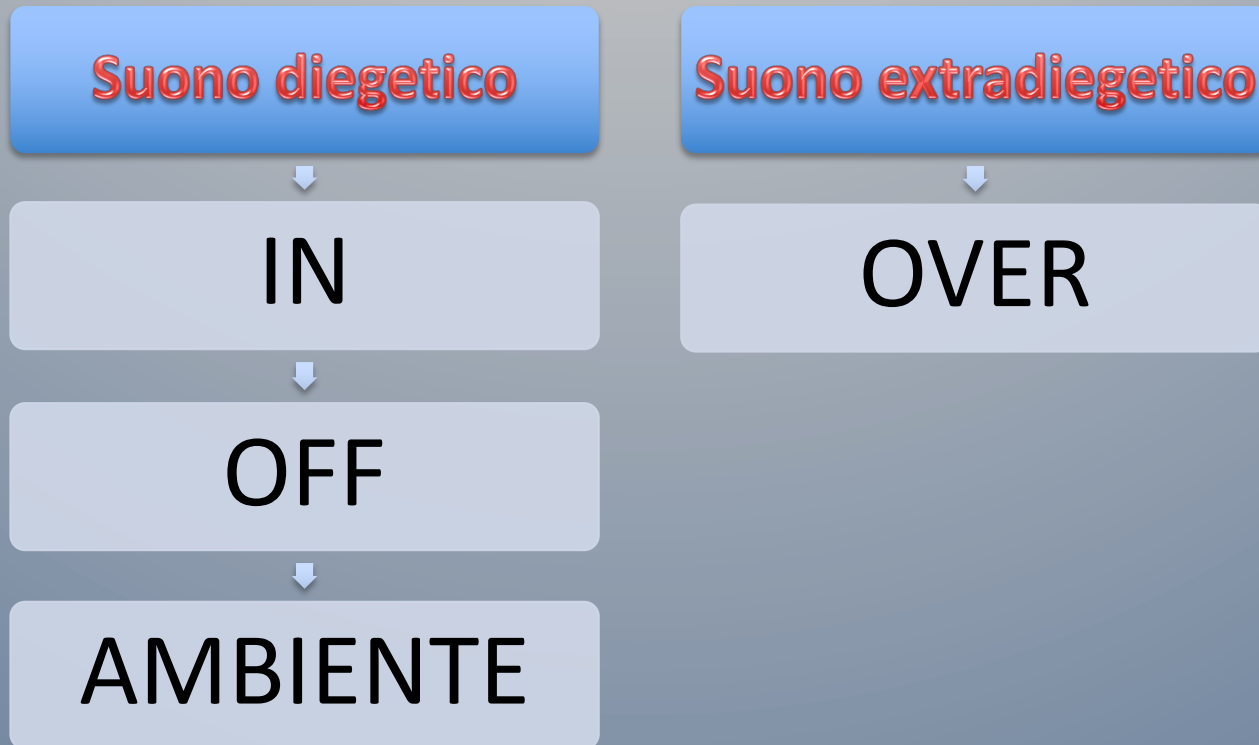 Suono diegetico
IN
OFF
AMBIENTE
Suono extradiegetico
OVER